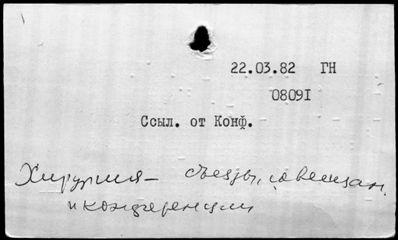 22.03.82 ГН
08091
Ссыл. от Конф.
Хирургия – съезды, совещан.
и конференции